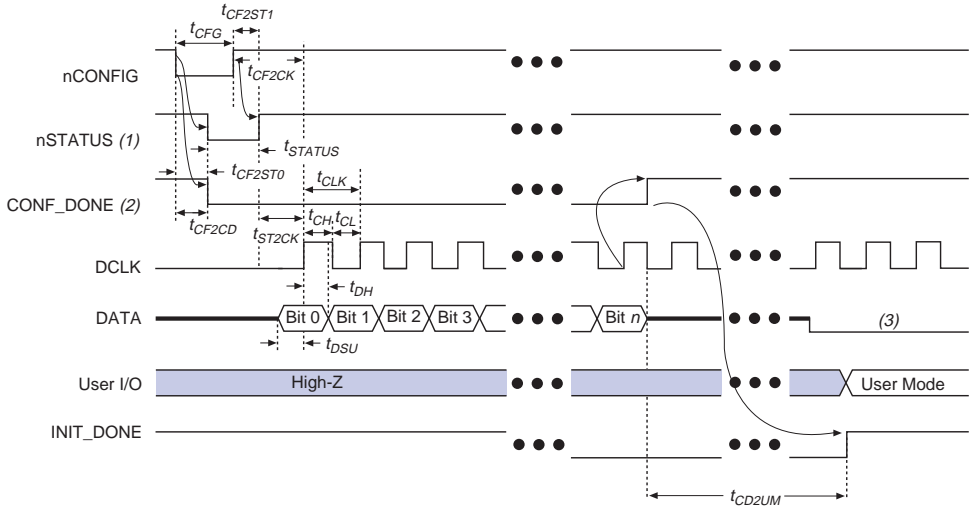 tCF2ST1
tCFG
nCONFIG
tCF2CK
nSTATUS (1)
tSTATUS
tCF2ST0
tCLK
CONF_DONE (2)
tCH tCL
tCF2CD
tST2CK
DCLK
tDH
DATA
Bit 0 Bit 1 Bit 2 Bit 3 Bit n (3)
tDSU
User I/O
High-Z
User Mode
INIT_DONE
tCD2UM